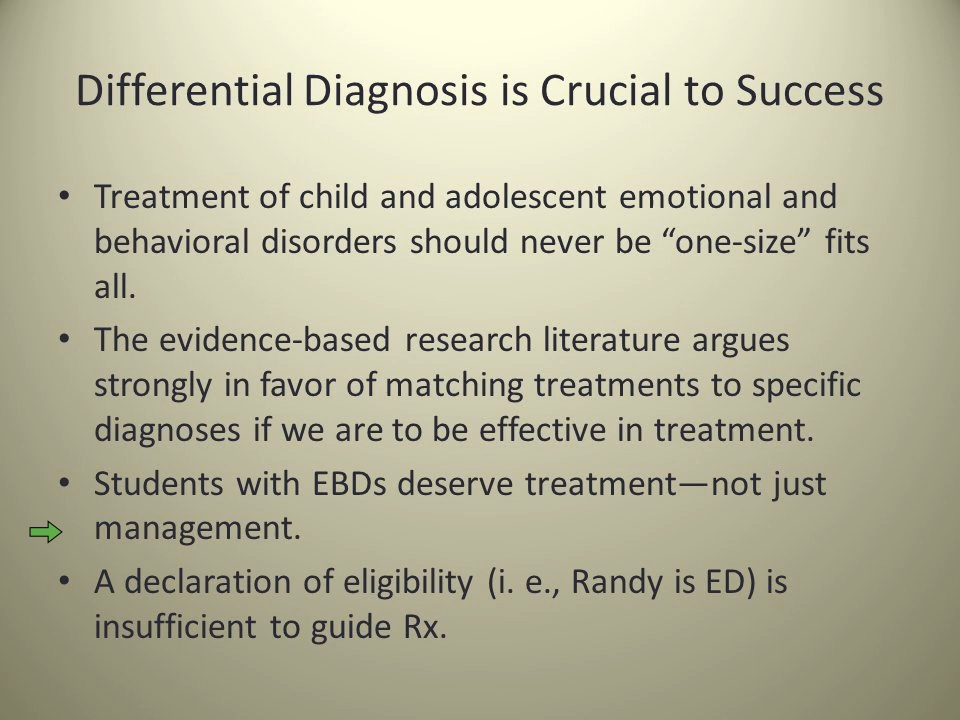 Differential Diagnosis is Crucial to Success
• Treatment of child and adolescent emotional and
behavioral disorders should never be “one-size” fits
all.
• The evidence-based research literature argues
strongly in favor of matching treatments to specific
diagnoses if we are to be effective in treatment.
• Students with EBDs deserve treatment—not just
management.
• A declaration of eligibility (i. e., Randy is ED) is
insufficient to guide Rx.